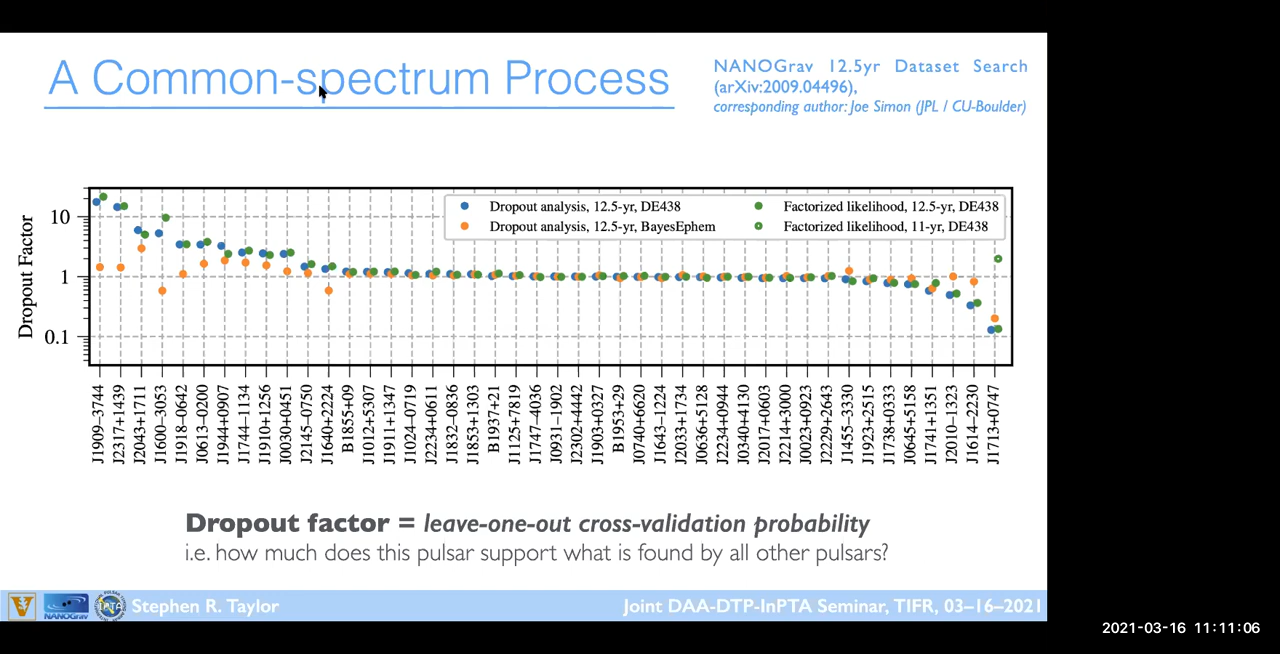 A Common-spectrum Process
NANOGrav 12.5yr Dataset Search
(arXiv:2009.04496),
corresponding author: Joe Simon (JPL / CU-Boulder)
Dropout Factor
10
1
0.1
Dropout analysis, 12.5-yr, DE438
Dropout analysis, 12.5-yr, BayesEphem
Factorized likelihood, 12.5-yr, DE438
Factorized likelihood, 11-yr, DE438
J1909−3744
J2317+1439
J2043+1711
J1600−3053
J1918−0642
J0613−0200
J1944+0907
J1744−1134
J1910+1256
J0030+0451
J2145−0750
J1640+2224
B1855+09
J1012+5307
J1911+1347
J1024−0719
J2234+0611
J1832−0836
J1853+1303
B1937+21
J1125+7819
J1747−4036
J0931−1902
J2302+4442
J1903+0327
B1953+29
J0740+6620
J1643−1224
J2033+1734
J0636+5128
J2234+0944
J0340+4130
J2017+0603
J2214+3000
J0023+0923
J2229+2643
J1455−3330
J1923+2515
J1738+0333
J0645+5158
J1741+1351
J2010−1323
J1614−2230
J1713+0747
Dropout factor = leave-one-out cross-validation probability
i.e. how much does this pulsar support what is found by all other pulsars?
NANOGrav
IPTA
Stephen R. Taylor
Joint DAA-DTP-InPTA Seminar, TIFR, 03–16–2021
2021-03-16 11:11:06